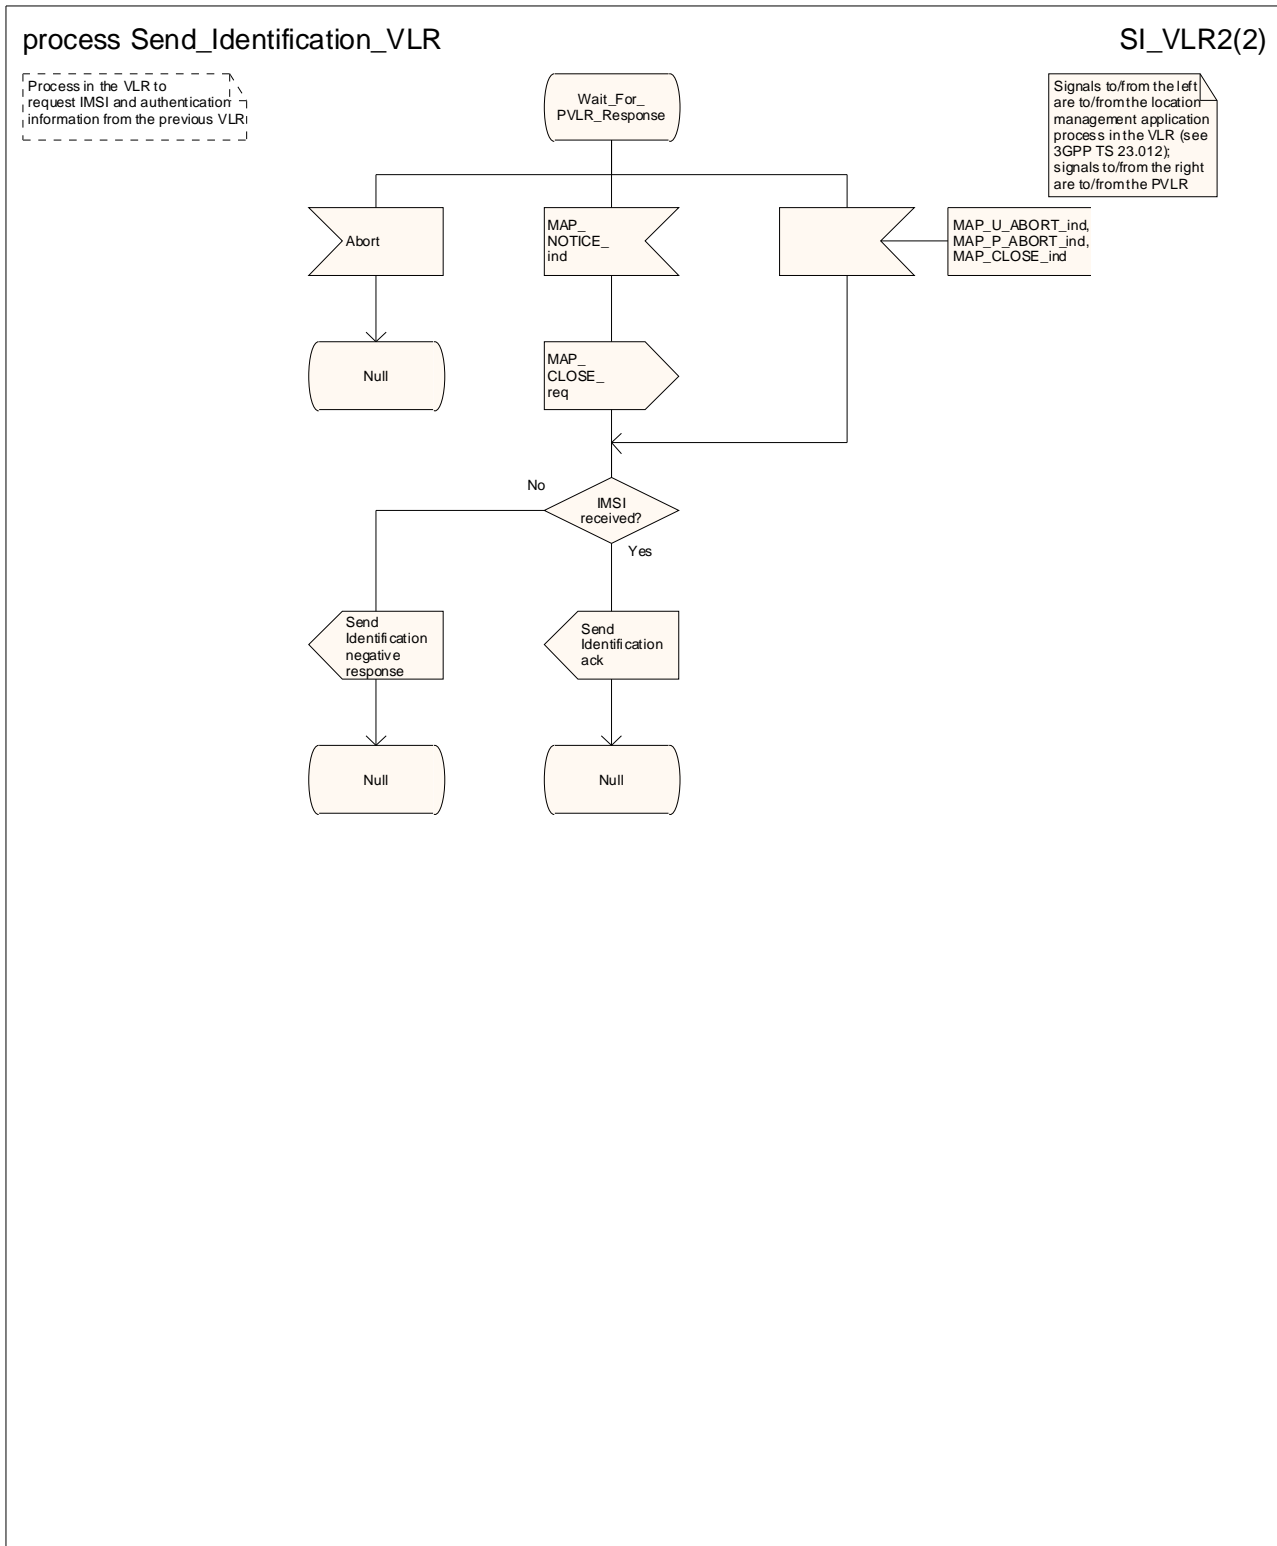 process Send_Identification_VLR
SI_VLR2(2)
Process in the VLR to
request IMSI and authentication
information from the previous VLR
Wait_For_
PVLR_Response
Signals to/from the left
are to/from the location
management application
process in the VLR (see
3GPP TS 23.012);
signals to/from the right
are to/from the PVLR
Abort
MAP_
NOTICE_
ind
MAP_U_ABORT_ind,
MAP_P_ABORT_ind,
MAP_CLOSE_ind
Null
MAP_
CLOSE_
req
No
IMSI
received?
Yes
Send
Identification
negative
response
Send
Identification
ack
Null
Null